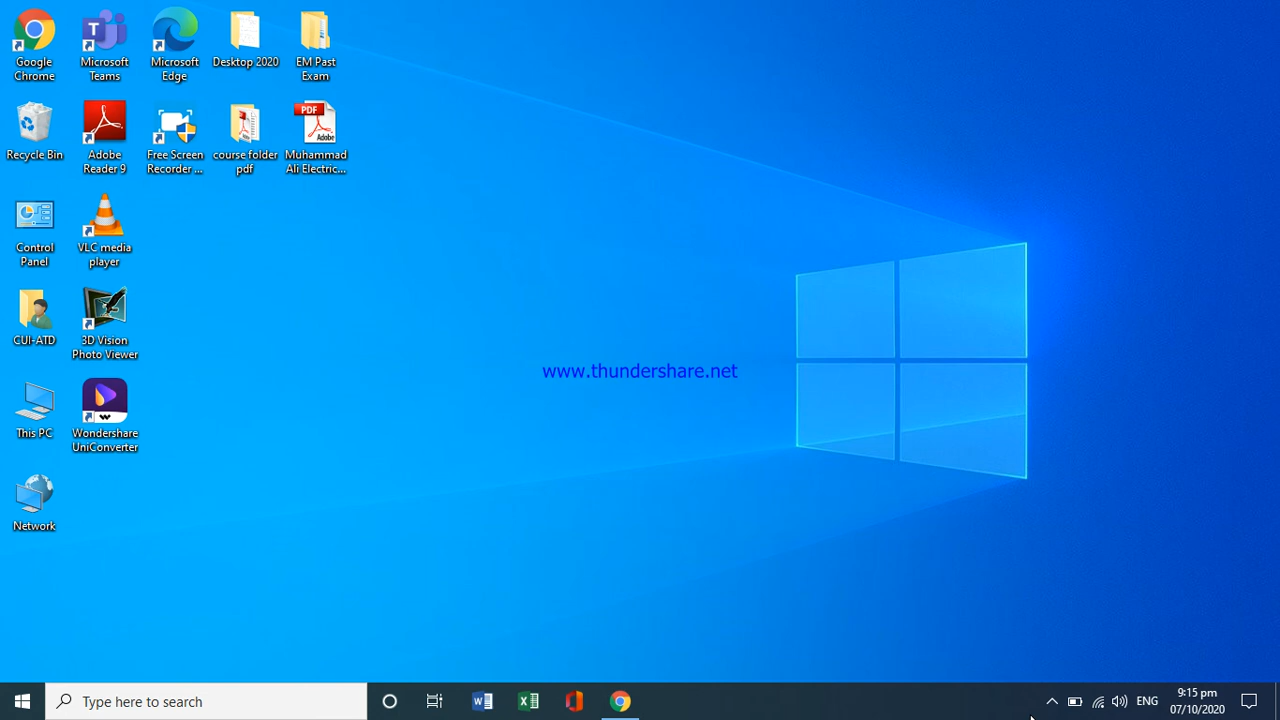 Google
Chrome
Microsoft
Teams
Microsoft
Edge
Desktop 2020
EM Past
Exam
Recycle Bin
Adobe
Reader 9
Free Screen
Recorder ...
course folder
pdf
PDF
Adobe
Muhammad
Ali Electric...
Control
Panel
VLC media
player
CUI-ATD
3D Vision
Photo Viewer
www.thundershare.net
This PC
Wondershare
UniConverter
Network
Type here to search
ENG
9:15 pm
07/10/2020